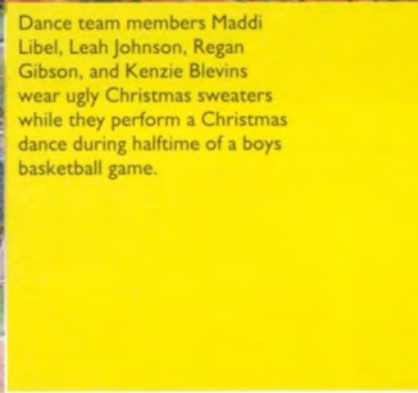 Dance team members Maddi
Libel, Leah Johnson, Regan
Gibson, and Kenzie Blevins
wear ugly Christmas sweaters
while they perform a Christmas
dance during halftime of a boys
basketball game.